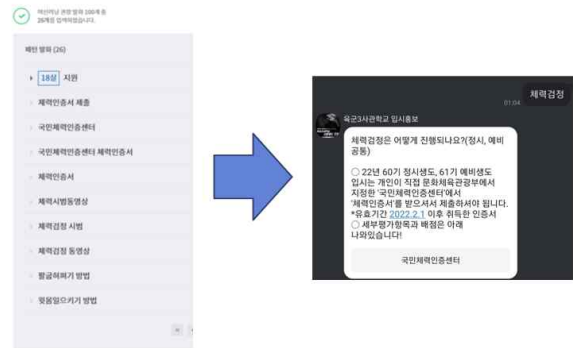 머신러닝 권장 발화 100개 중
26개를 입력하였습니다.
패턴 발화 (26)
18살 지원
체력인증서 제출
국민체력인증센터
국민체력인증센터 체력인증서
체력인증서
체력시범동영상
체력검정 시범
체력검정 동영상
팔굽혀펴기 방법
윗몸일으키기 방법
체력검정
01:04
육군3사관학교 입시홍보
체력검정은 어떻게 진행되나요?(정시, 예비
공통)
○ 22년 60기 정시생도, 61기 예비생도
입시는 개인이 직접 문화체육관광부에서
지정한 '국민체력인증센터'에서
'체력인증서'를 받으셔서 제출하셔야 됩니다.
*유효기간 2022.2.1 이후 취득한 인증서
○ 세부평가항목과 배점은 아래
나와있습니다!
국민체력인증센터